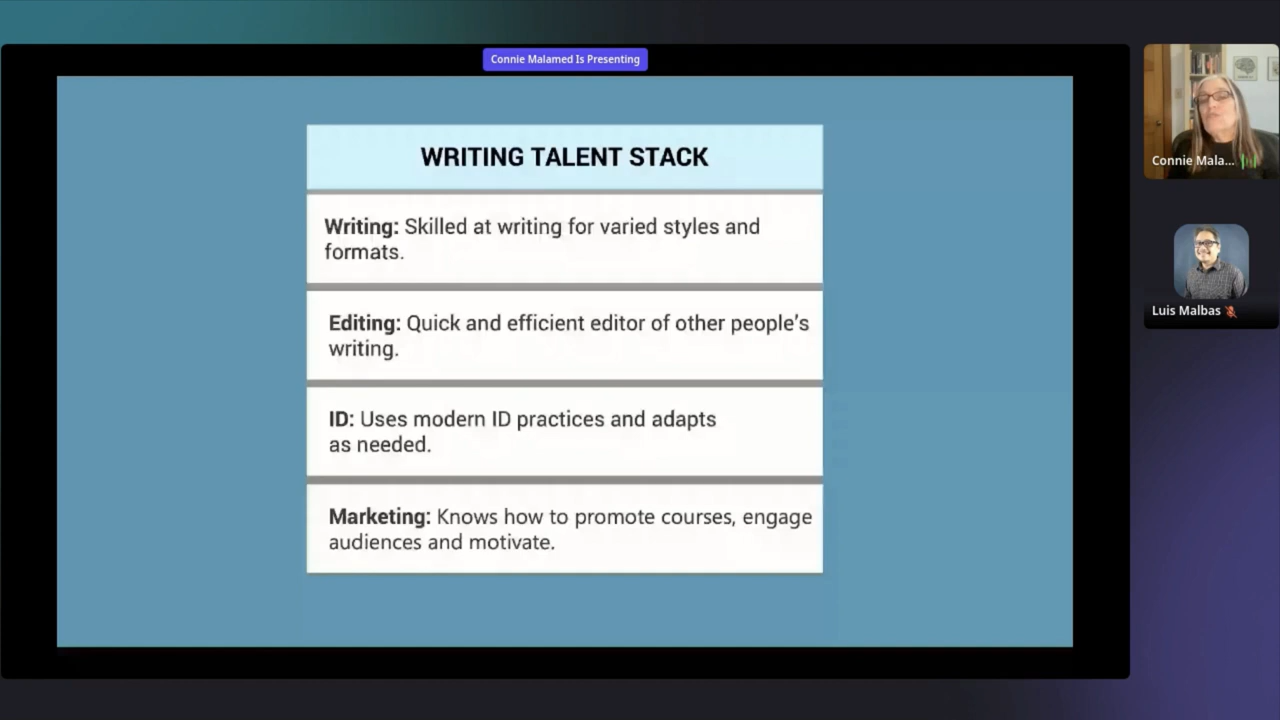 Connie Malamed Is Presenting
WRITING TALENT STACK
Writing: Skilled at writing for varied styles and
formats.
Editing: Quick and efficient editor of other people's
writing.
ID: Uses modern ID practices and adapts
as needed.
Marketing: Knows how to promote courses, engage
audiences and motivate.
Connie Mala...
Luis Malbas